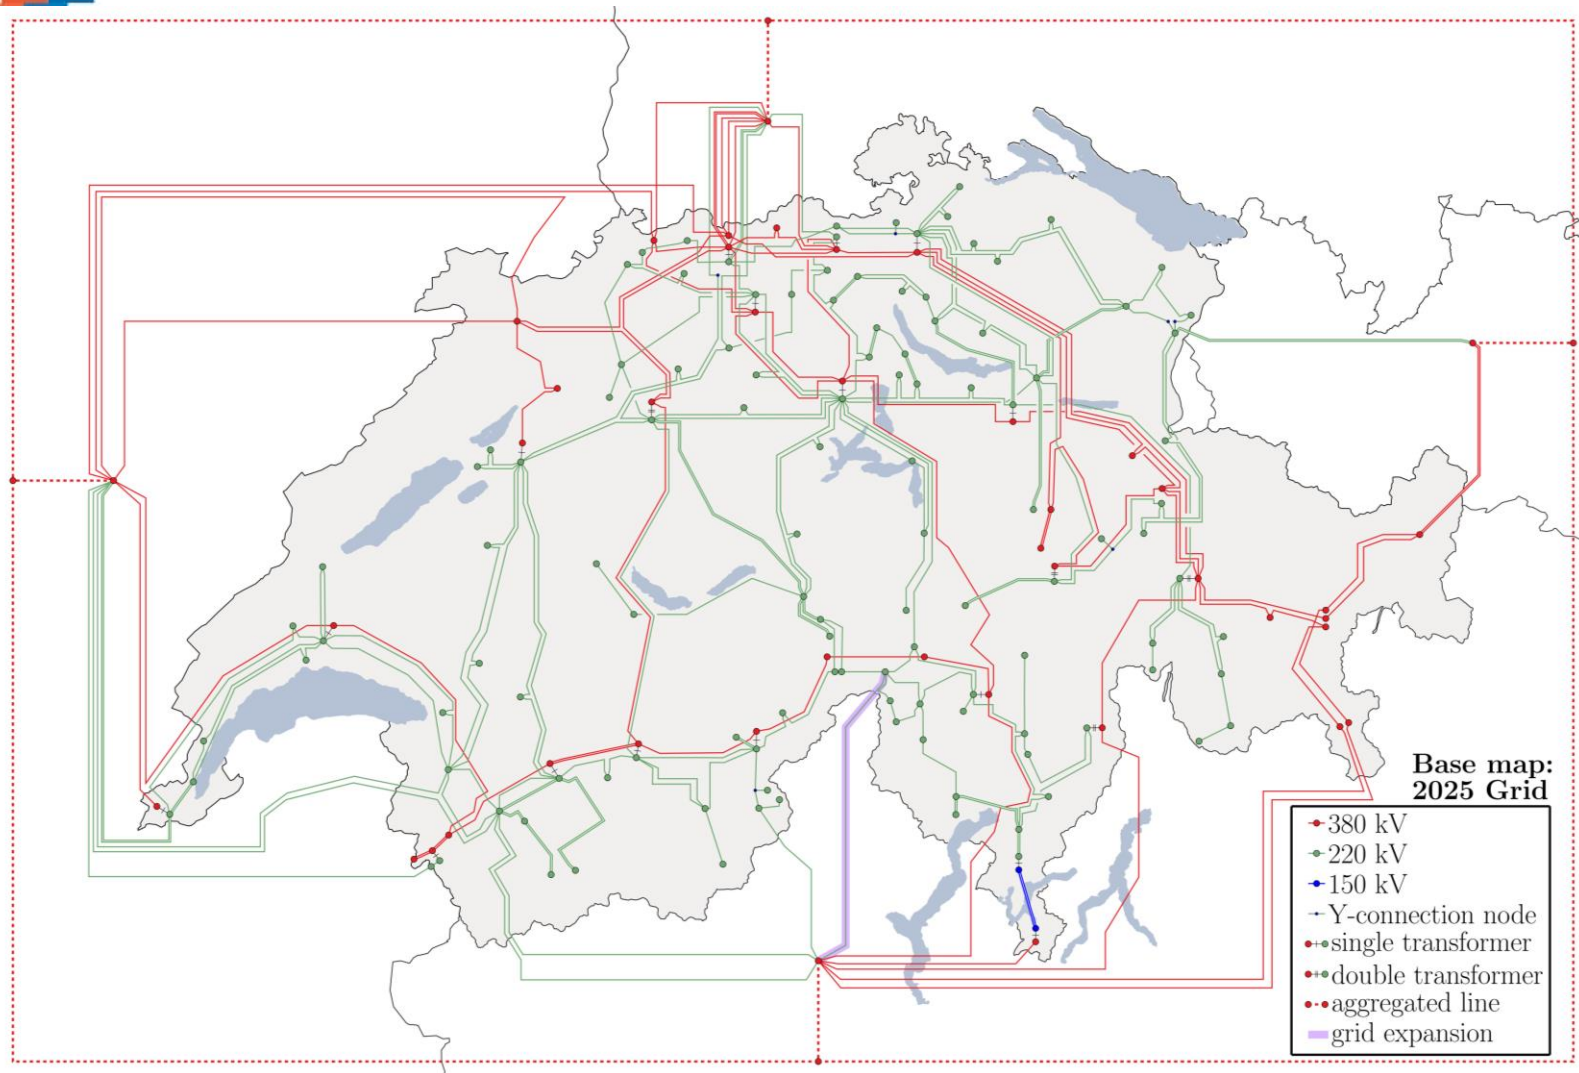 Base map:
2025 Grid
380 kV
220 kV
150 kV
Y-connection node
single transformer
double transformer
aggregated line
grid expansion